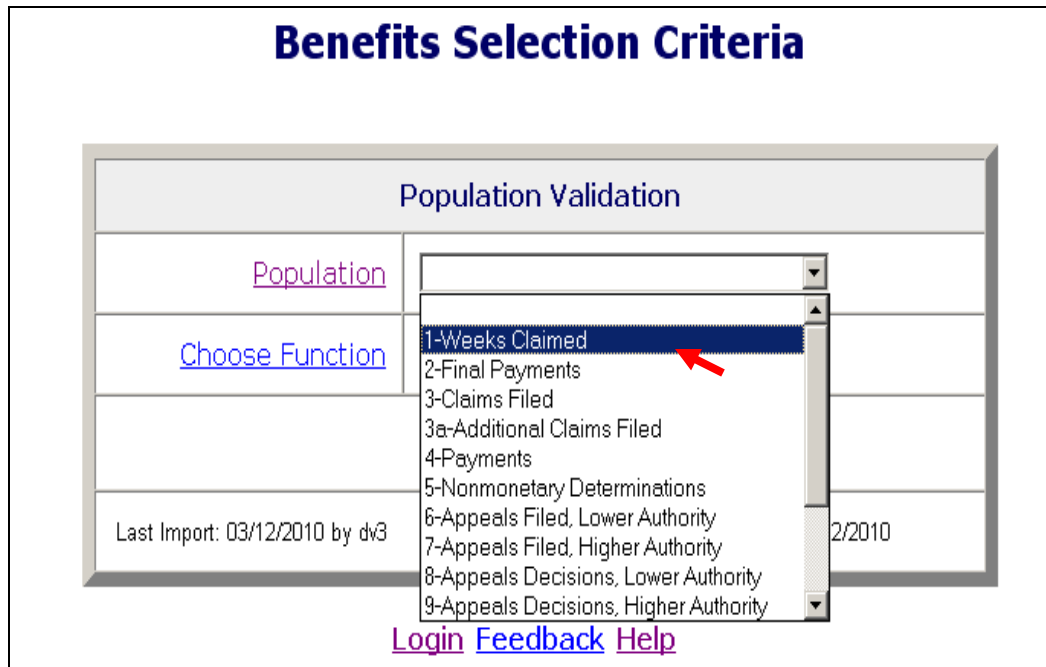 Benefits Selection Criteria
Population Validation
Population
1-Weeks Claimed
Choose Function
2-Final Payments
3-Claims Filed
3a-Additional Claims Filed
4-Payments
5-Nonmonetary Determinations
6-Appeals Filed, Lower Authority
Last Import: 03/12/2010 by dv3
2/2010
7-Appeals Filed, Higher Authority
8-Appeals Decisions, Lower Authority
9-Appeals Decisions, Higher Authority
Login Feedback Help